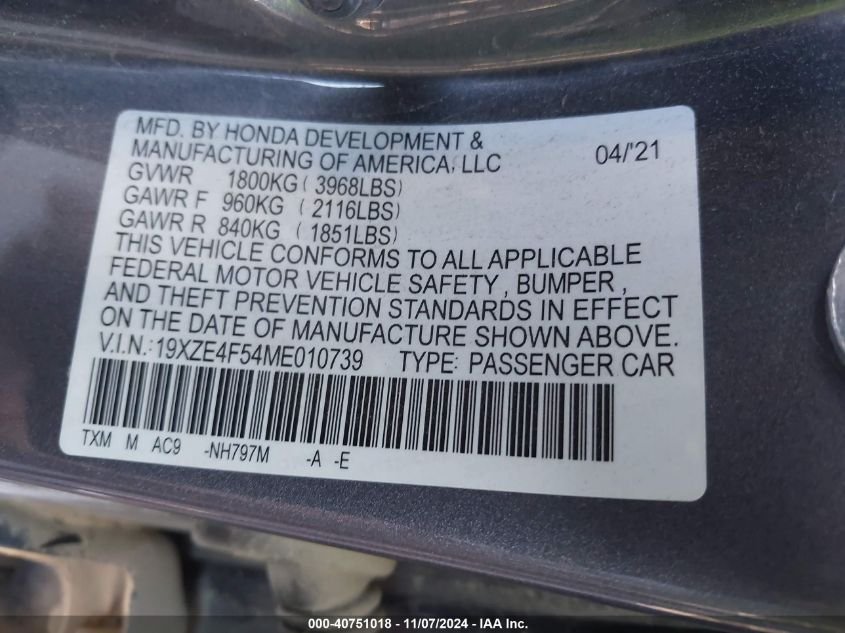 MFD. BY HONDA DEVELOPMENT &
MANUFACTURING OF AMERICA, LLC 04/'21
GVWR 1800KG ( 3968LBS)
GAWR F 960KG ( 2116LBS)
GAWR R 840KG ( 1851LBS)
THIS VEHICLE CONFORMS TO ALL APPLICABLE
FEDERAL MOTOR VEHICLE SAFETY , BUMPER ,
AND THEFT PREVENTION STANDARDS IN EFFECT
ON THE DATE OF MANUFACTURE SHOWN ABOVE.
V.I.N.: 19XZE4F54ME010739 TYPE: PASSENGER CAR
TXM M AC9 -NH797M -A -E
000-40751018 - 11/07/2024 - IAA Inc.